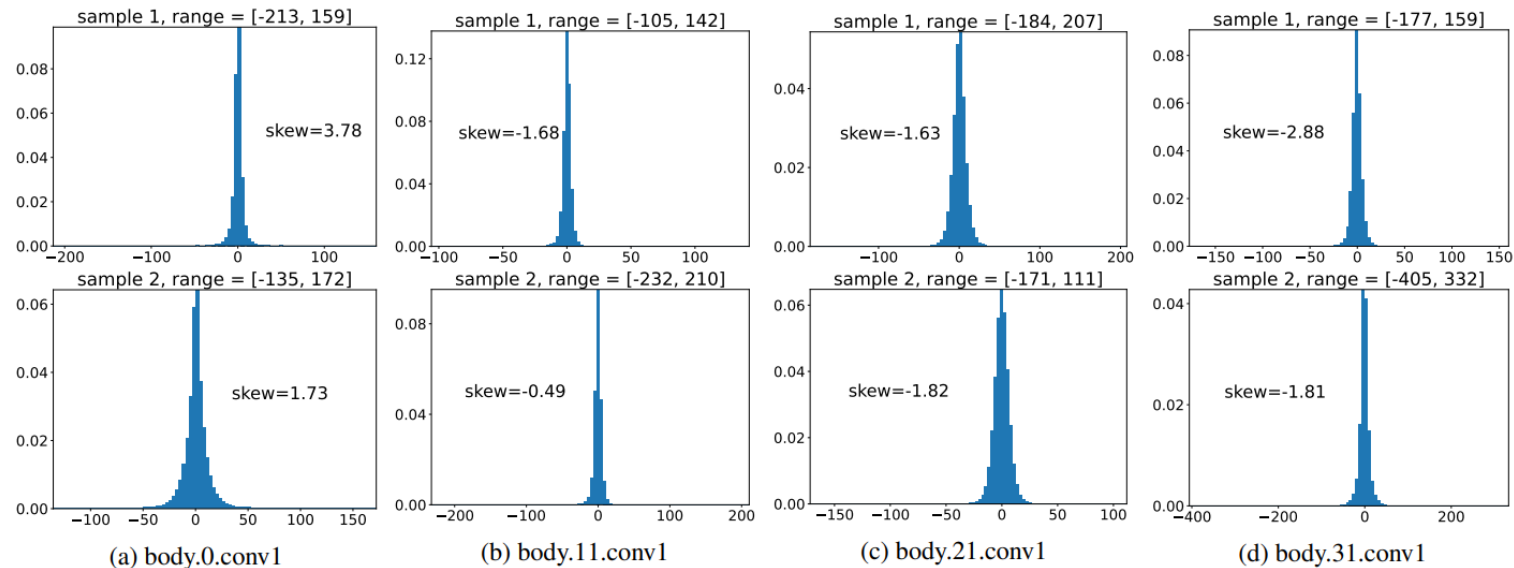 sample 1, range = [-213, 159]
0.08
0.06
0.04
0.02
0.00
skew=3.78
−200 −100 0 100
sample 1, range = [-105, 142]
0.12
0.08
0.04
0.00
skew=-1.68
−100 −50 0 50 100
sample 1, range = [-184, 207]
0.04
0.02
0.00
skew=-1.63
−100 0 100 200
sample 1, range = [-177, 159]
0.08
0.06
0.04
0.02
0.00
skew=-2.88
−150 −100 −50 0 50 100 150
sample 2, range = [-135, 172]
0.06
0.04
0.02
0.00
skew=1.73
−100 −50 0 50 100 150
(a) body.0.conv1
sample 2, range = [-232, 210]
0.08
0.04
0.00
skew=-0.49
−200 −100 0 100 200
(b) body.11.conv1
sample 2, range = [-171, 111]
0.06
0.04
0.02
0.00
skew=-1.82
−150 −100 −50 0 50 100
(c) body.21.conv1
sample 2, range = [-405, 332]
0.04
0.02
0.00
skew=-1.81
−400 −200 0 200
(d) body.31.conv1